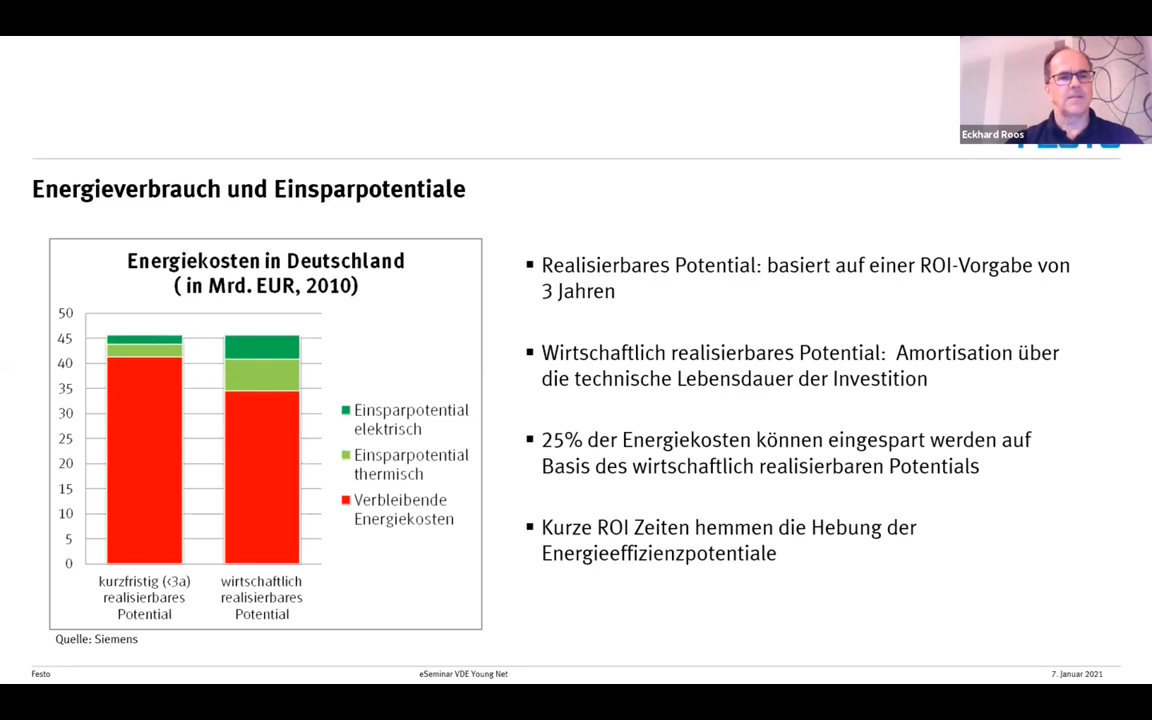 Eckhard Roos
Energieverbrauch und Einsparpotentiale
Energiekosten in Deutschland
( in Mrd. EUR, 2010)
50
45
40
35
30
25
20
15
10
5
0
kurzfristig (<3a)
realisierbares
Potential
wirtschaftlich
realisierbares
Potential
Einsparpotential
elektrisch
Einsparpotential
thermisch
Verbleibende
Energiekosten
Quelle: Siemens
▪ Realisierbares Potential: basiert auf einer ROI-Vorgabe von
3 Jahren
▪ Wirtschaftlich realisierbares Potential: Amortisation über
die technische Lebensdauer der Investition
▪ 25% der Energiekosten können eingespart werden auf
Basis des wirtschaftlich realisierbaren Potentials
▪ Kurze ROI Zeiten hemmen die Hebung der
Energieeffizienzpotentiale
Festo
eSeminar VDE Young Net
7. Januar 2021